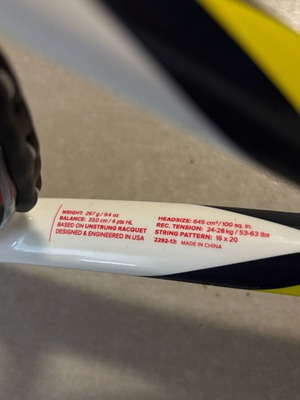 WEIGHT: 267 g / 9.4 oz
BALANCE: 33.0 cm / 4 pts HL
BASED ON UNSTRUNG RACQUET
DESIGNED & ENGINEERED IN USA
HEADSIZE: 645 cm² / 100 sq. in.
REC. TENSION: 24-28 kg / 53-63 lbs
STRING PATTERN: 16 x 20
2292-13: MADE IN CHINA